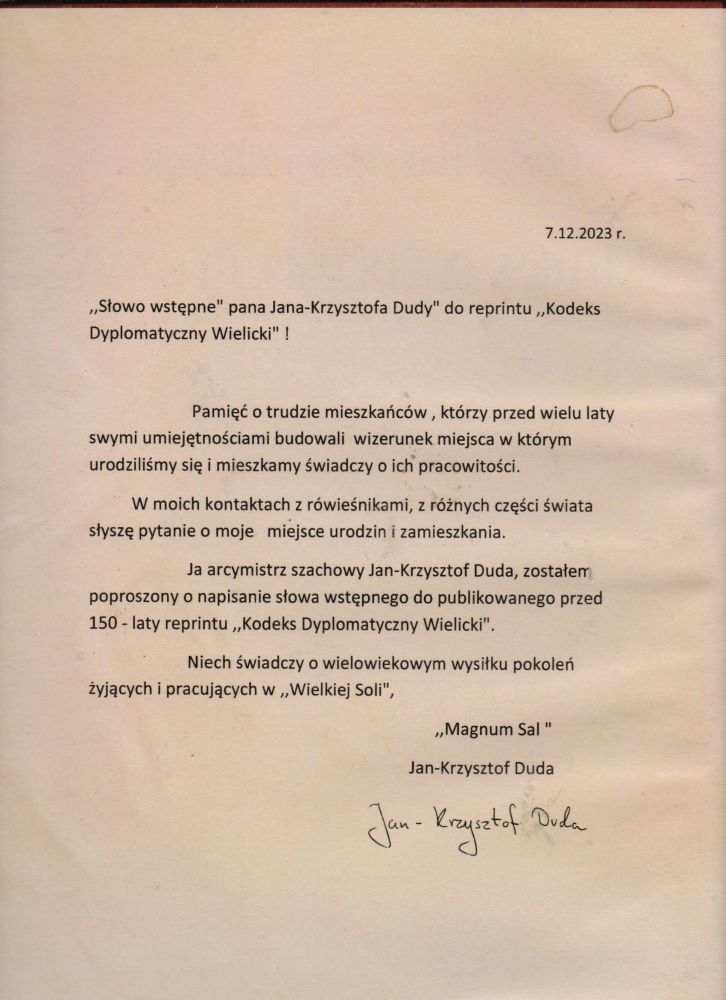 7.12.2023 r.
,,Słowo wstępne" pana Jana-Krzysztofa Dudy" do reprintu ,,Kodeks
Dyplomatyczny Wielicki" !
Pamięć o trudzie mieszkańców , którzy przed wielu laty
swymi umiejętnościami budowali wizerunek miejsca w którym
urodziliśmy się i mieszkamy świadczy o ich pracowitości.
W moich kontaktach z rówieśnikami, z różnych części świata
słyszę pytanie o moje miejsce urodzin i zamieszkania.
Ja arcymistrz szachowy Jan-Krzysztof Duda, zostałem
poproszony o napisanie słowa wstępnego do publikowanego przed
150 - laty reprintu ,,Kodeks Dyplomatyczny Wielicki".
Niech świadczy o wielowiekowym wysiłku pokoleń
żyjących i pracujących w ,,Wielkiej Soli",
,,Magnum Sal "
Jan-Krzysztof Duda
Jan - Krzysztof Duda